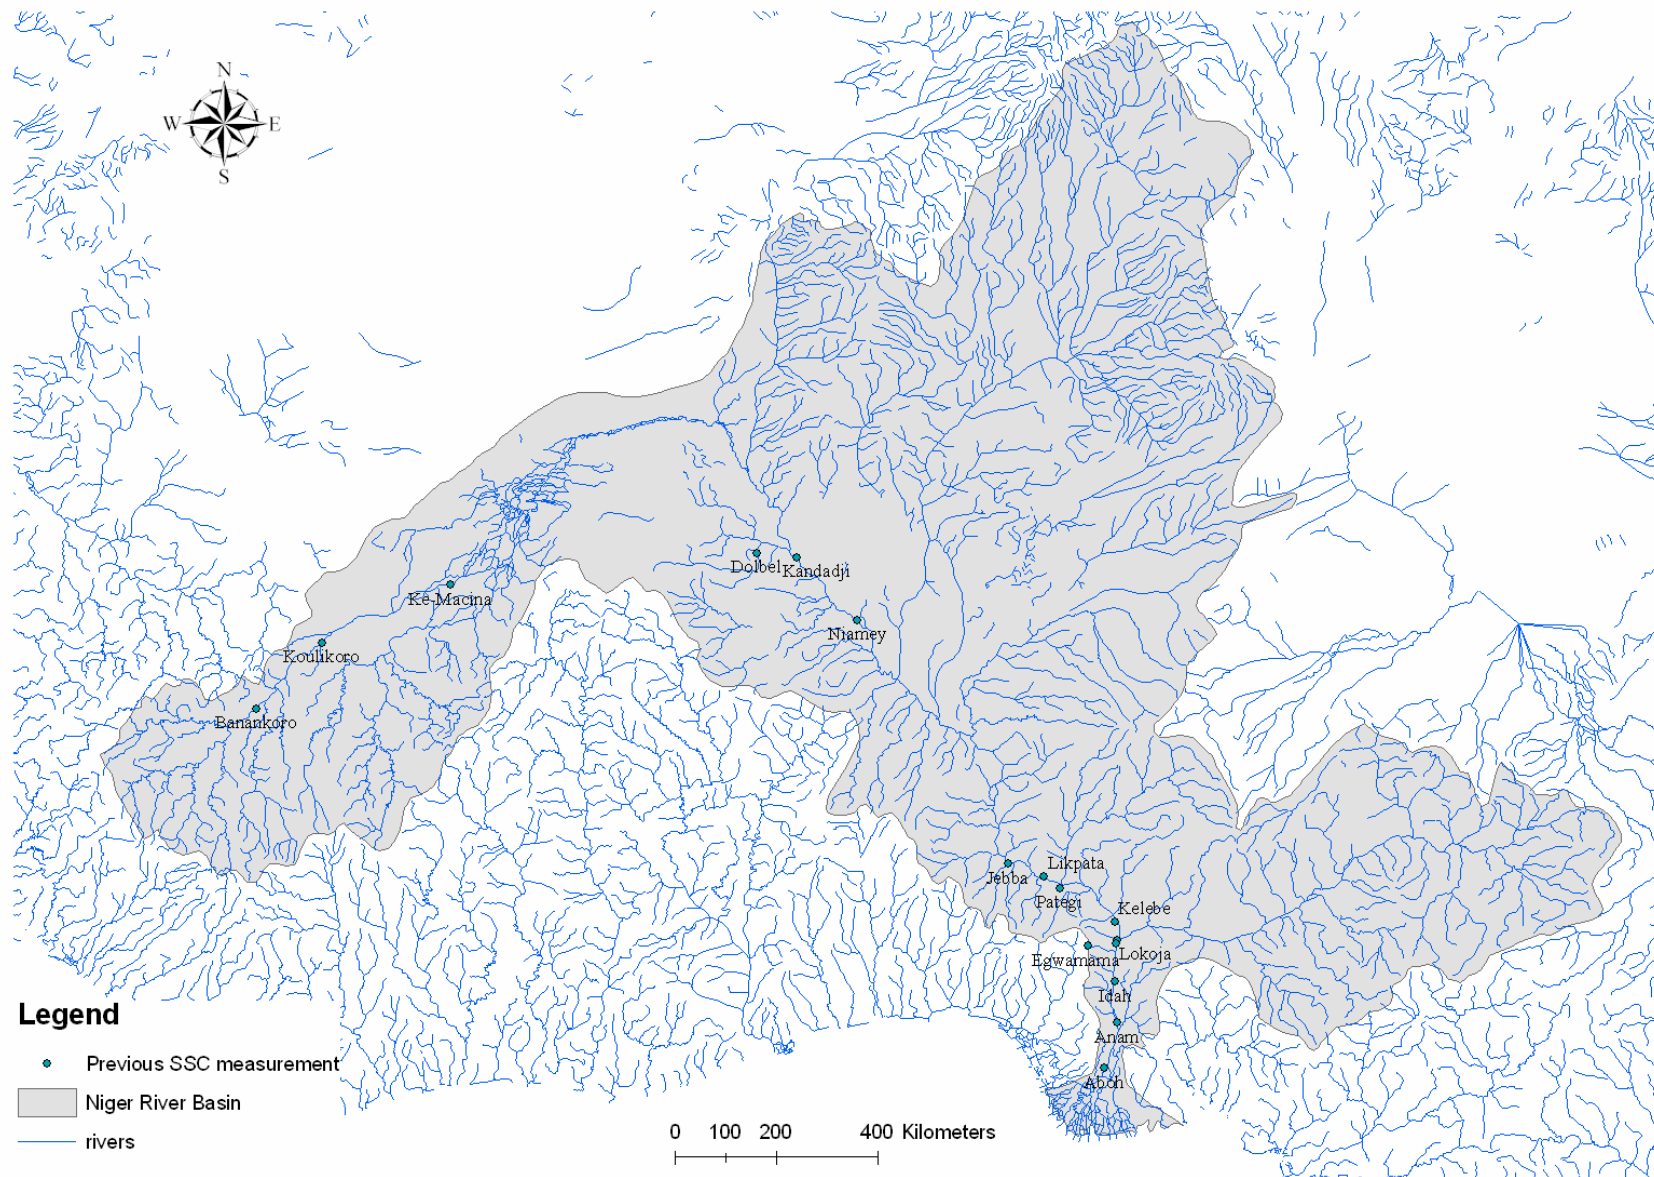 N
W E
S
Dolbel
Kandadji
Ke-Macina
Niamey
Koulikoro
Banankoro
Likpata
Jebba
Pategi
Kelebe
Egwamama
Lokoja
Idah
Anam
Aboh
Legend
Previous SSC measurement
Niger River Basin
rivers
0 100 200 400 Kilometers